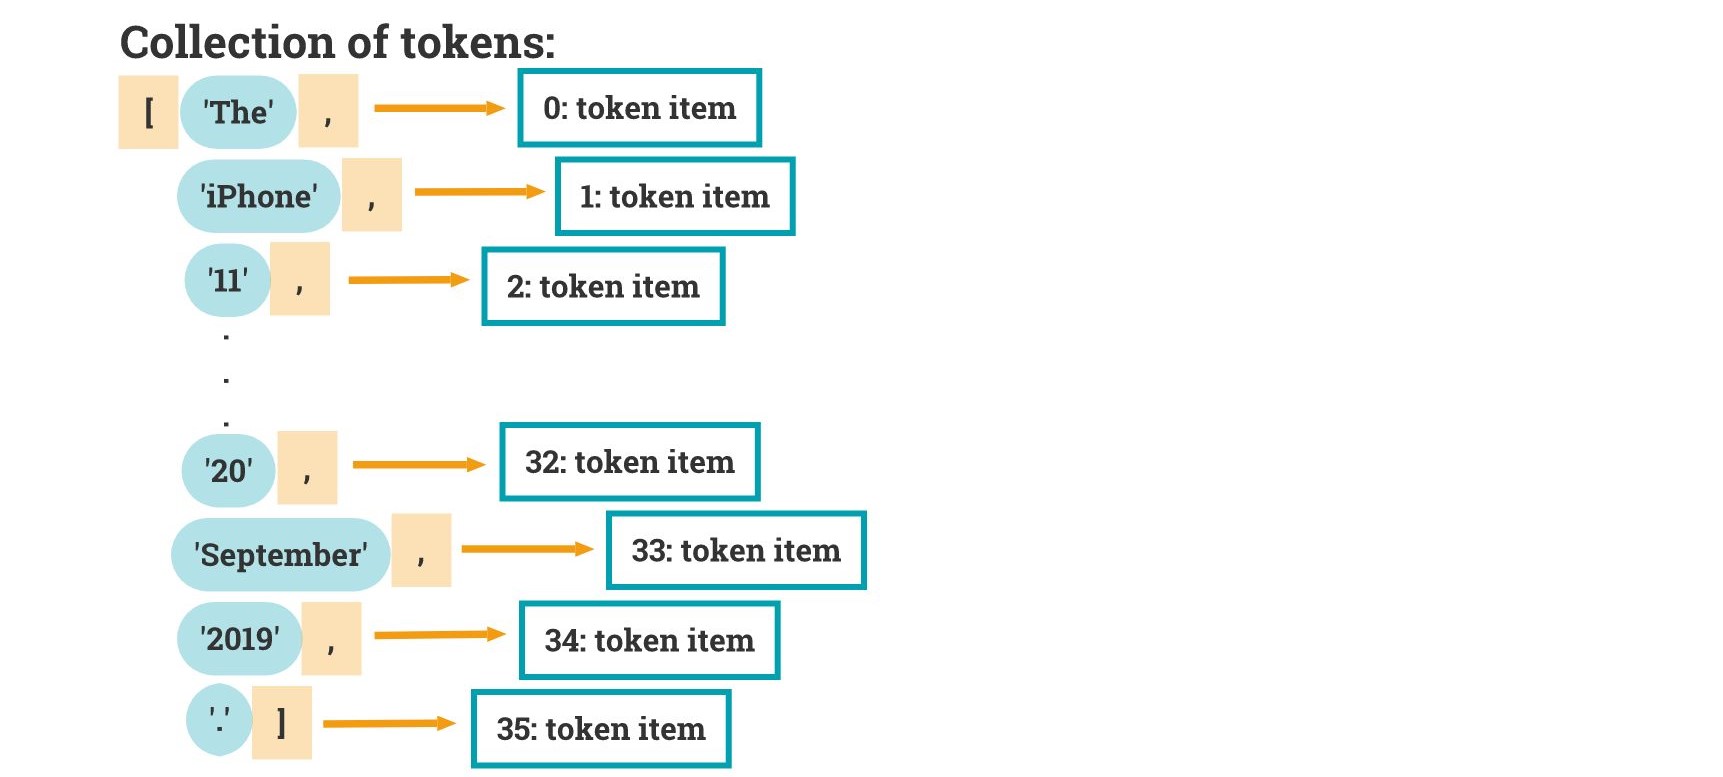 Collection of tokens:
[ 'The' , 0: token item
'iPhone' , 1: token item
'11' , 2: token item
.
.
.
'20' , 32: token item
'September' , 33: token item
'2019' , 34: token item
'.' ] 35: token item